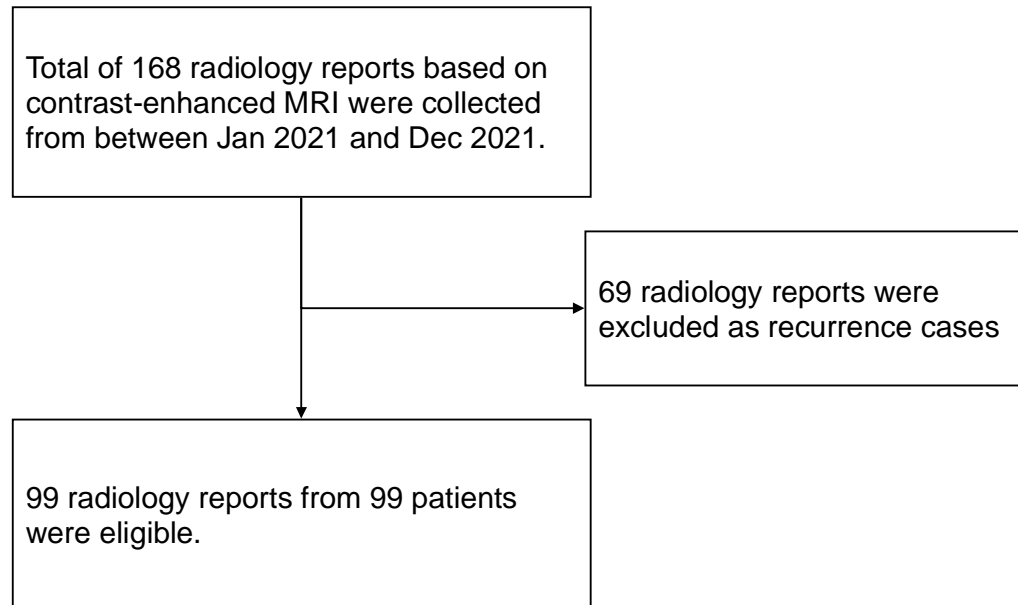 Total of 168 radiology reports based on
contrast-enhanced MRI were collected
from between Jan 2021 and Dec 2021.
69 radiology reports were
excluded as recurrence cases
99 radiology reports from 99 patients
were eligible.